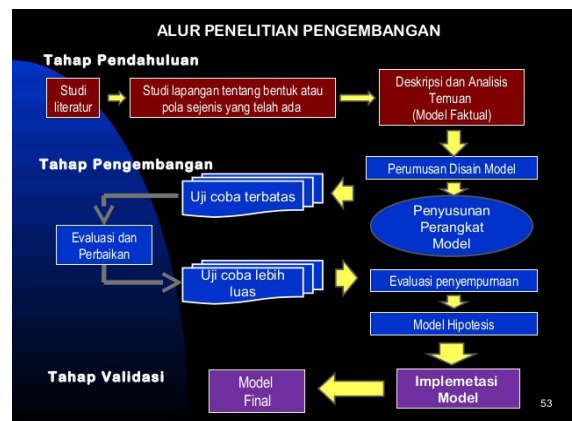 ALUR PENELITIAN PENGEMBANGAN
Tahap Pendahuluan
Studi
literatur
Studi lapangan tentang bentuk atau
pola sejenis yang telah ada
Deskripsi dan Analisis
Temuan
(Model Faktual)
Tahap Pengembangan
Perumusan Disain Model
Uji coba terbatas
Penyusunan
Perangkat
Model
Evaluasi dan
Perbaikan
Uji coba lebih
luas
Evaluasi penyempurnaan
Model Hipotesis
Tahap Validasi
Model
Final
Implemetasi
Model
53